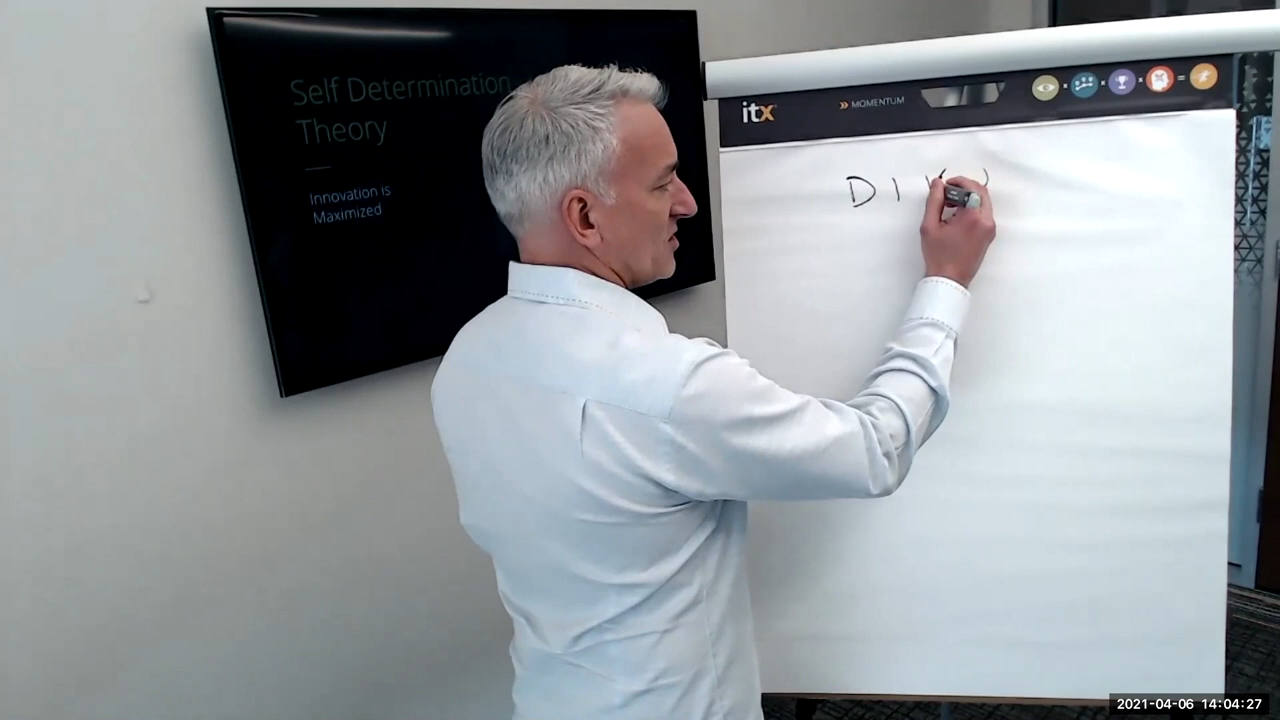 Self Determination
Theory
Innovation is
Maximized
itx
» MOMENTUM
x x x =
D I
2021-04-06 14:04:27